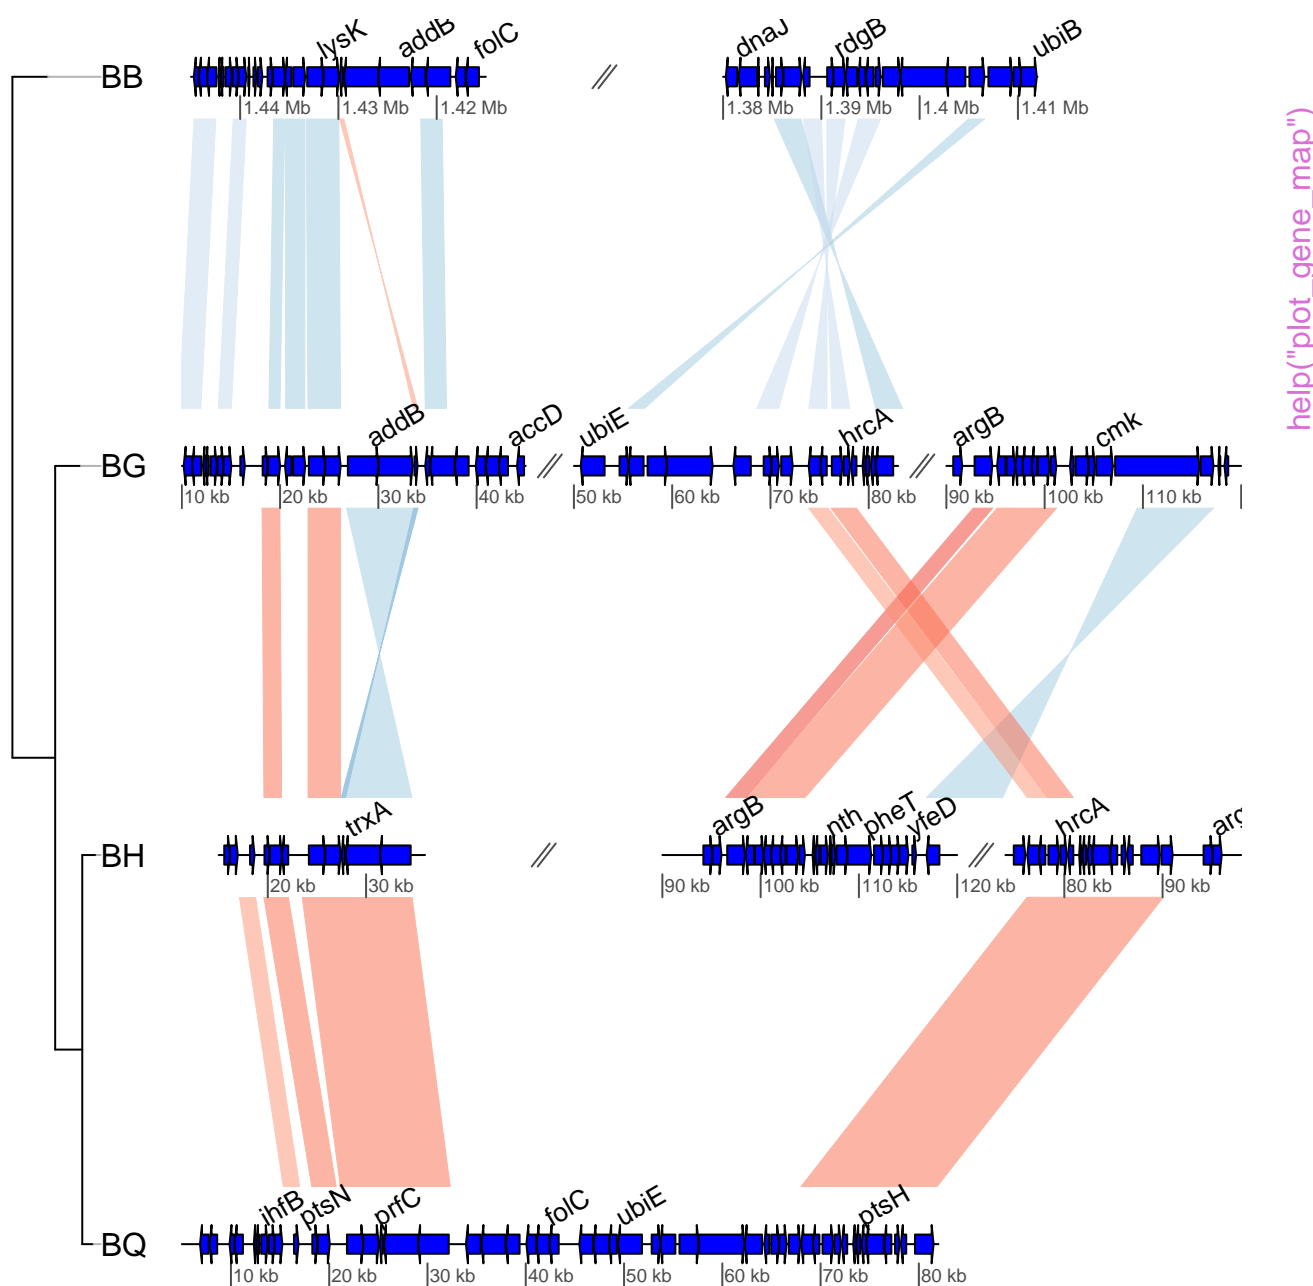 lysK addB folC dnaJ rdgB ubiB
BB
1.44 Mb 1.43 Mb 1.42 Mb 1.38 Mb 1.39 Mb 1.4 Mb 1.41 Mb
help("plot_gene_map")
addB accD ubiE hrcA argB cmk
BG
10 kb 20 kb 30 kb 40 kb 50 kb 60 kb 70 kb 80 kb 90 kb 100 kb 110 kb
trxA argB nth pheT yfeD hrcA arg
BH
20 kb 30 kb 90 kb 100 kb 110 kb 120 kb 80 kb 90 kb
ihfB ptsN prfC folC ubiE ptsH
BQ
10 kb 20 kb 30 kb 40 kb 50 kb 60 kb 70 kb 80 kb